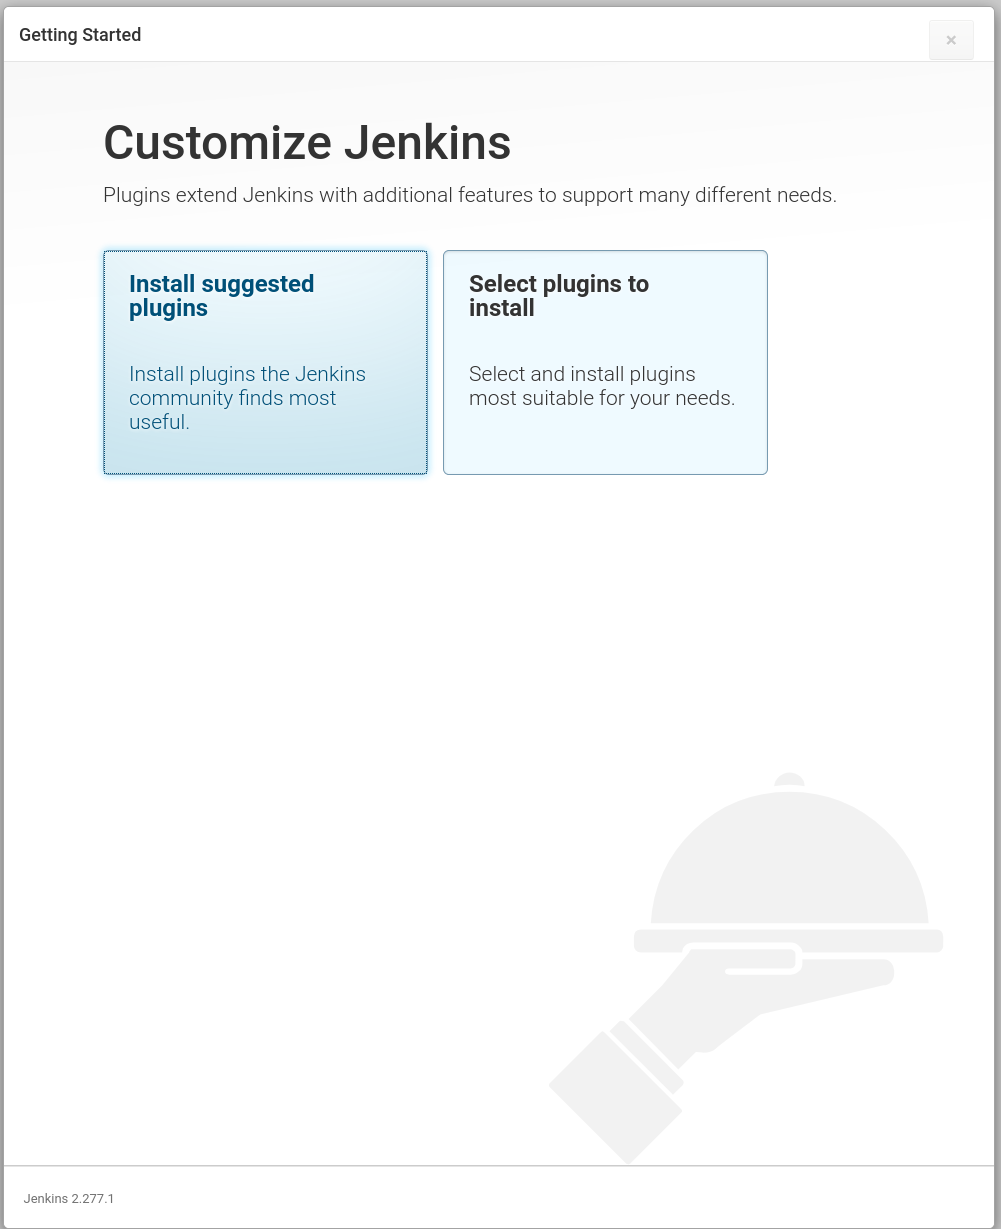 Getting Started
×
Customize Jenkins
Plugins extend Jenkins with additional features to support many different needs.
Install suggested
plugins
Install plugins the Jenkins
community finds most
useful.
Select plugins to
install
Select and install plugins
most suitable for your needs.
Jenkins 2.277.1